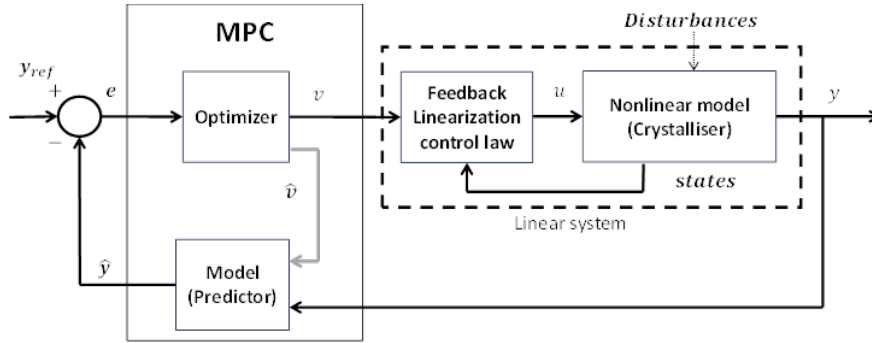 Disturbances
MPC
y_ref
+
e
v
u
y
Optimizer
Feedback
Linearization
control law
Nonlinear model
(Crystalliser)
−
v̂
states
Linear system
ŷ
Model
(Predictor)